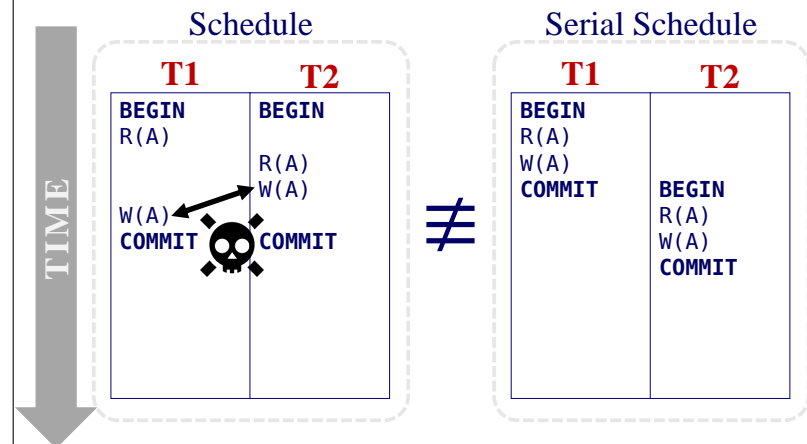 Schedule
T1 T2
BEGIN BEGIN
R(A)
R(A)
W(A)
W(A)
COMMIT COMMIT
TIME
≢
Serial Schedule
T1 T2
BEGIN
R(A)
W(A)
COMMIT BEGIN
R(A)
W(A)
COMMIT